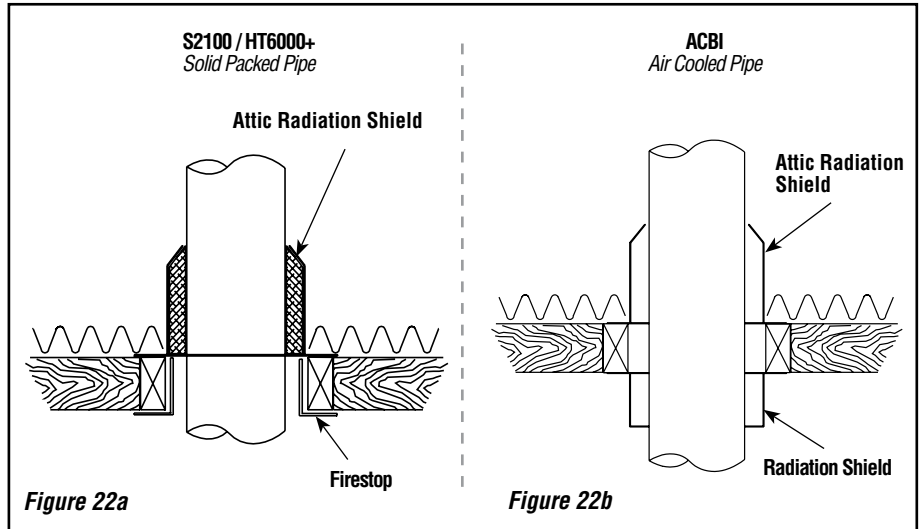 S2100 / HT6000+
Solid Packed Pipe
Attic Radiation Shield
Firestop
Figure 22a
ACBI
Air Cooled Pipe
Attic Radiation
Shield
Radiation Shield
Figure 22b